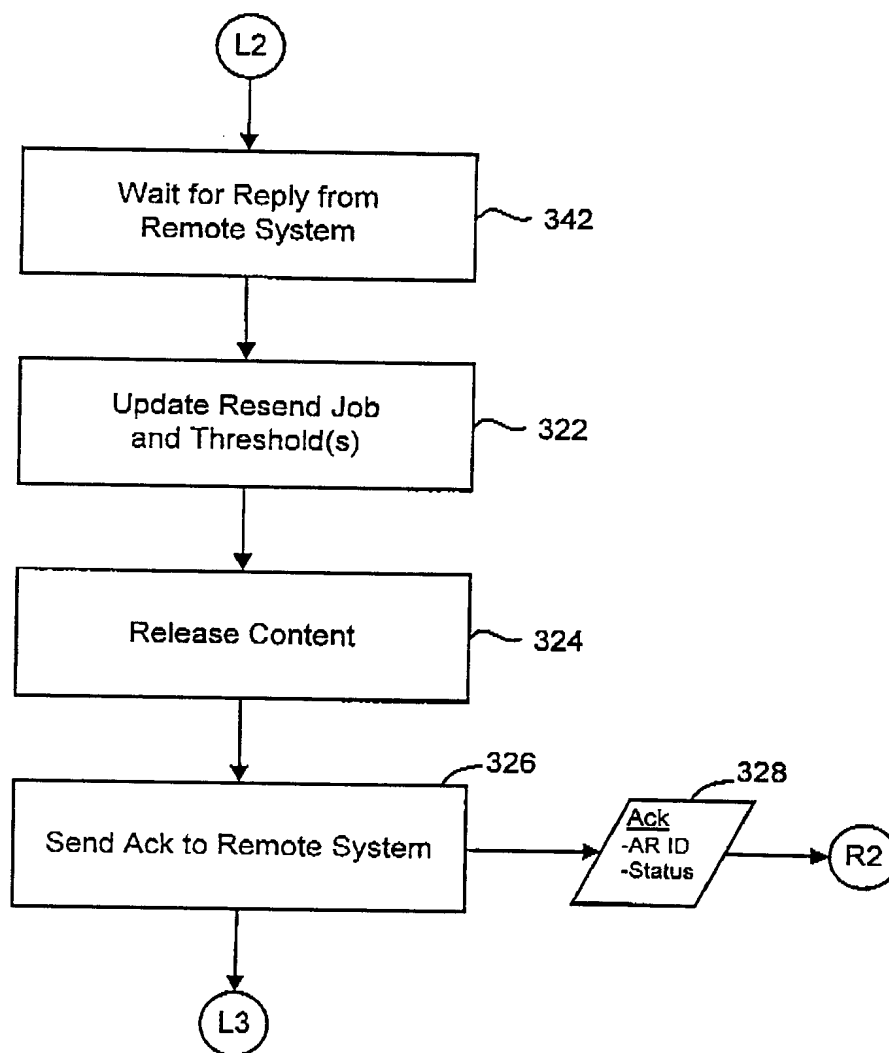 L2
Wait for Reply from
Remote System
342
Update Resend Job
and Threshold(s)
322
Release Content
324
326
Send Ack to Remote System
328
Ack
-AR ID
-Status
R2
L3